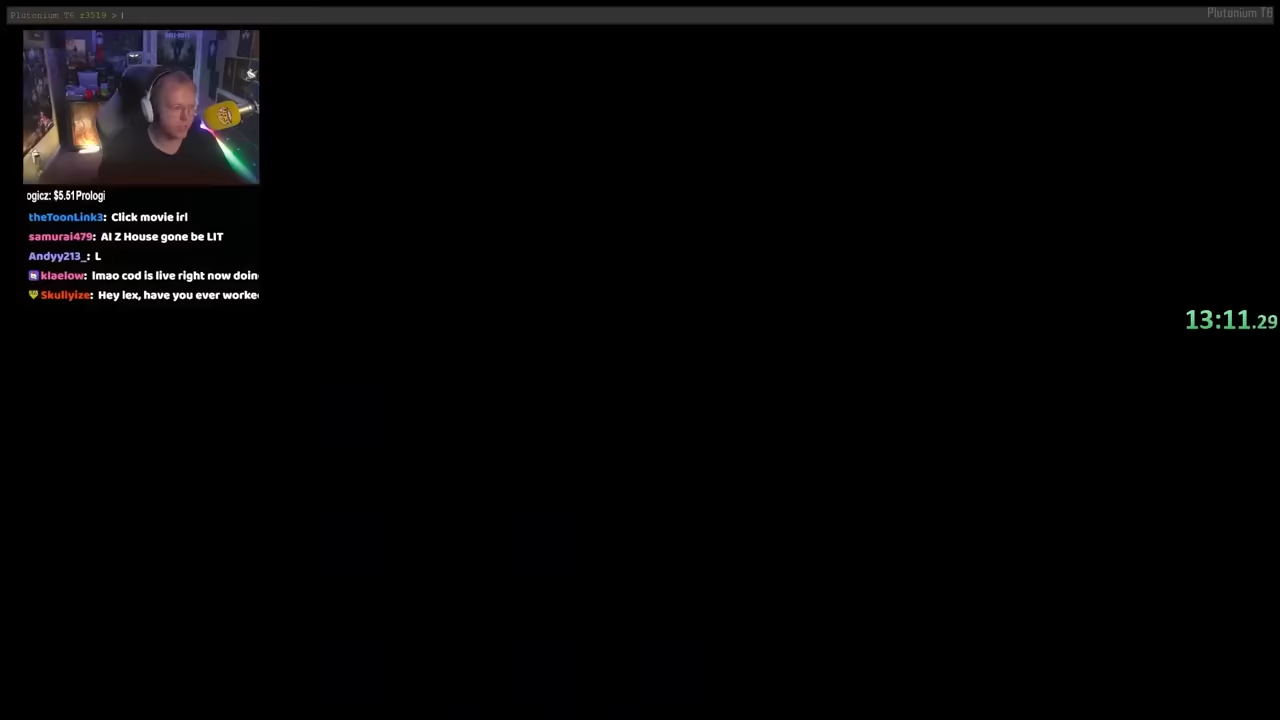 Plutonium T6 r3519 >
Plutonium T6
ogicz: $5.51Prologi
theToonLink3: Click movie irl
samurai479: AI Z House gone be LIT
Andyy213_: L
klaelow: lmao cod is live right now doin
Skullyize: Hey lex, have you ever worke
13:11.29